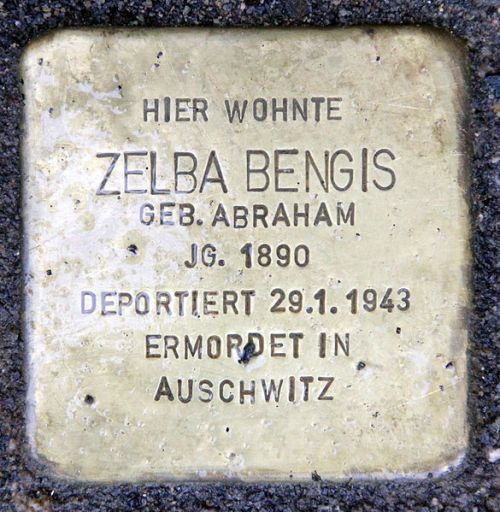 HIER WOHNTE
ZELBA BENGIS
GEB. ABRAHAM
JG. 1890
DEPORTIERT 29.1.1943
ERMORDET IN
AUSCHWITZ